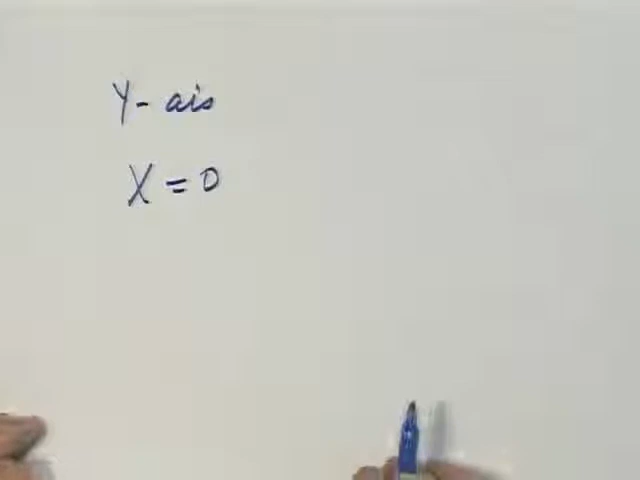 Y- ais
X = 0